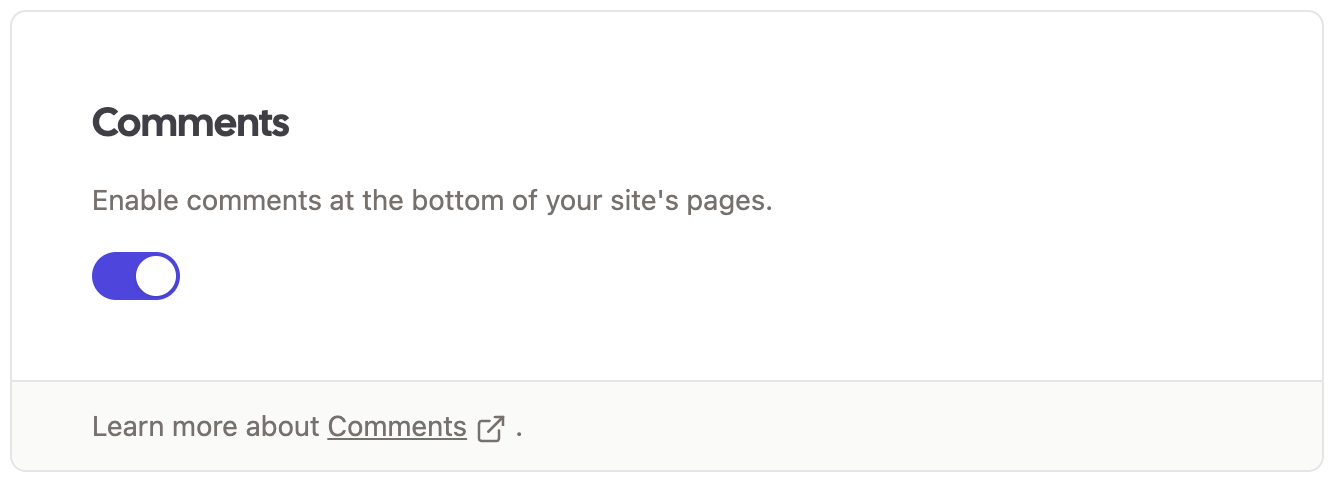 Comments
Enable comments at the bottom of your site's pages.
Learn more about Comments .